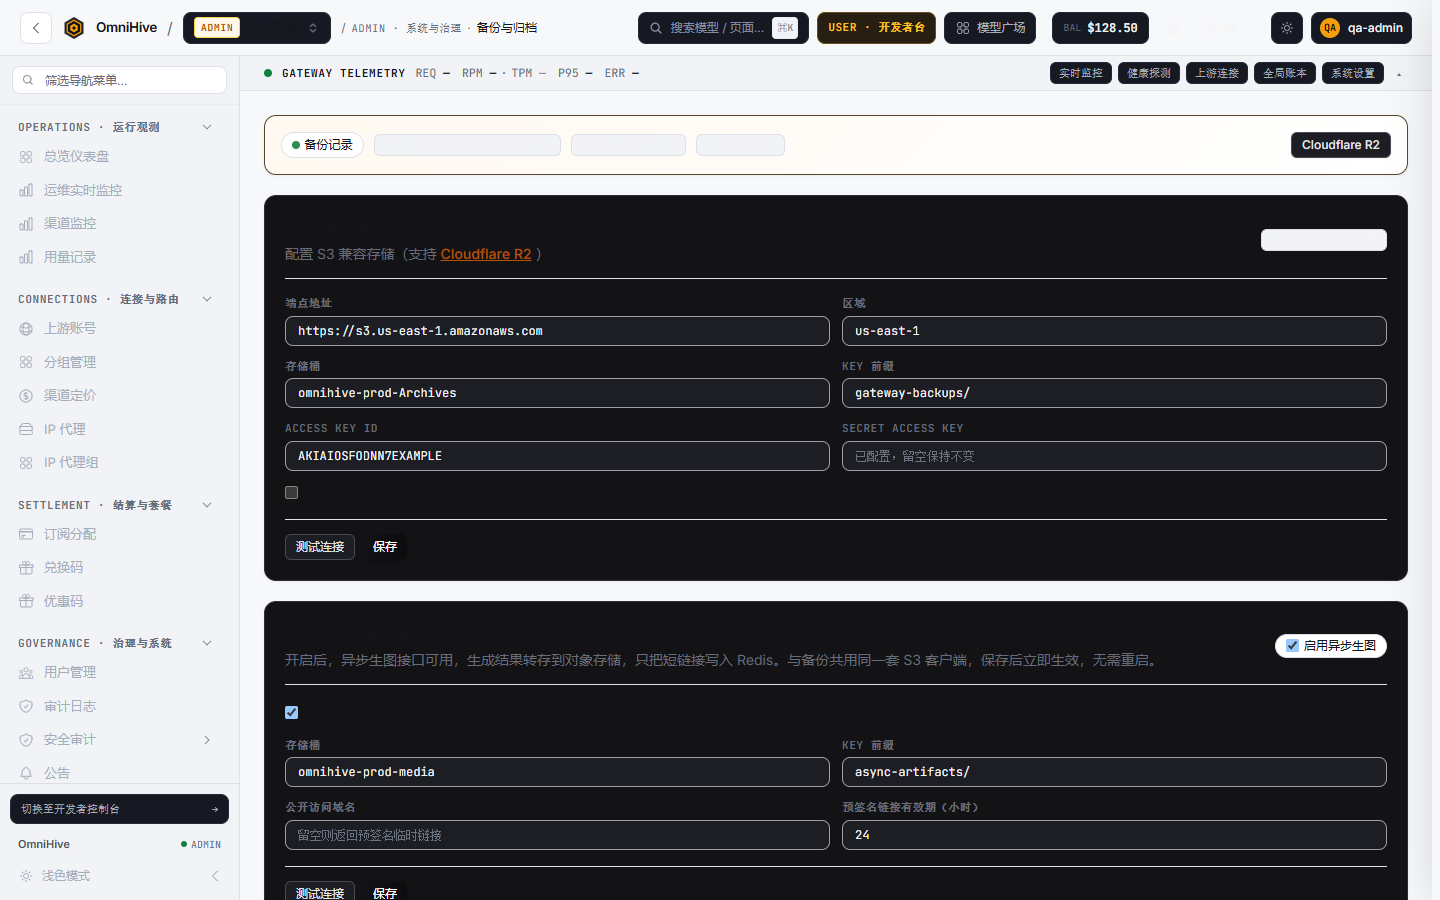 OmniHive / ADMIN / ADMIN · 系统与治理 · 备份与归档
搜索模型 / 页面... ⌘K
USER · 开发者台
模型广场
BAL $128.50
QA qa-admin
筛选导航菜单...
GATEWAY TELEMETRY REQ — RPM — · TPM — P95 — ERR —
实时监控 健康探测 上游连接 全局账本 系统设置
OPERATIONS · 运行观测
总览仪表盘
运维实时监控
渠道监控
用量记录
CONNECTIONS · 连接与路由
上游账号
分组管理
渠道定价
IP 代理
IP 代理组
SETTLEMENT · 结算与套餐
订阅分配
兑换码
优惠码
GOVERNANCE · 治理与系统
用户管理
审计日志
安全审计
公告
切换至开发者控制台 →
OmniHive ADMIN
浅色模式
备份记录
Cloudflare R2
配置 S3 兼容存储（支持 Cloudflare R2 ）
端点地址
https://s3.us-east-1.amazonaws.com
区域
us-east-1
存储桶
omnihive-prod-Archives
KEY 前缀
gateway-backups/
ACCESS KEY ID
AKIAIOSFODNN7EXAMPLE
SECRET ACCESS KEY
已配置，留空保持不变
测试连接 保存
开启后，异步生图接口可用，生成结果转存到对象存储，只把短链接写入 Redis。与备份共用同一套 S3 客户端，保存后立即生效，无需重启。
启用异步生图
存储桶
omnihive-prod-media
KEY 前缀
async-artifacts/
公开访问域名
留空则返回预签名临时链接
预签名链接有效期（小时）
24
测试连接 保存